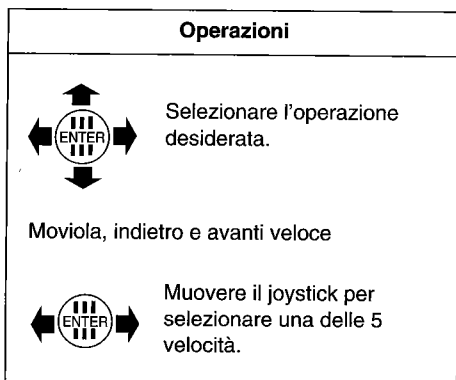 Operazioni
ENTER
Selezionare l'operazione
desiderata.
Moviola, indietro e avanti veloce
ENTER
Muovere il joystick per
selezionare una delle 5
velocità.